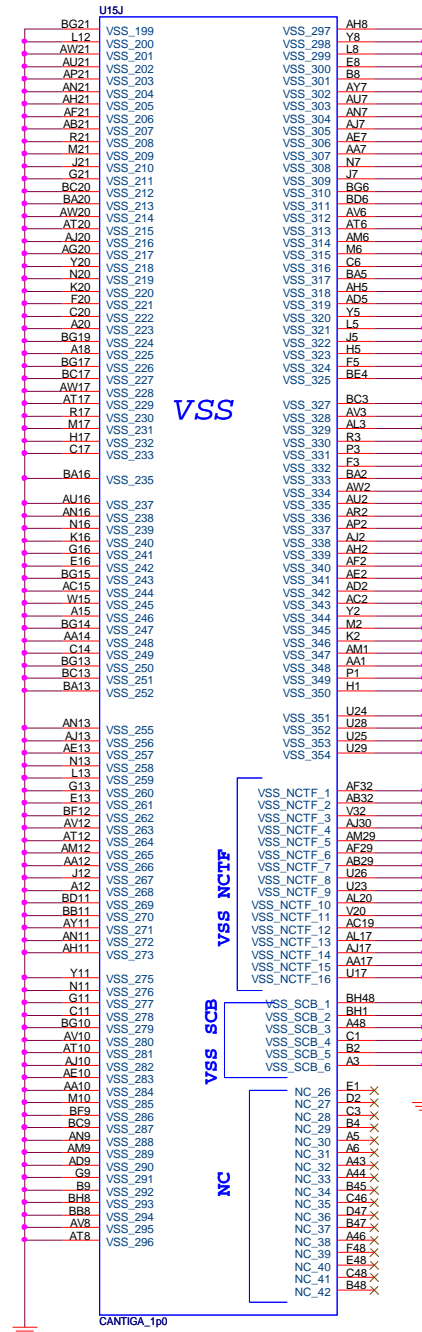 U15J
BG21 VSS_199
L12 VSS_200
AW21 VSS_201
AU21 VSS_202
AP21 VSS_203
AN21 VSS_204
AH21 VSS_205
AF21 VSS_206
AB21 VSS_207
R21 VSS_208
M21 VSS_209
J21 VSS_210
G21 VSS_211
BC20 VSS_212
BA20 VSS_213
AW20 VSS_214
AT20 VSS_215
AJ20 VSS_216
AG20 VSS_217
Y20 VSS_218
N20 VSS_219
K20 VSS_220
F20 VSS_221
C20 VSS_222
A20 VSS_223
BG19 VSS_224
A18 VSS_225
BG17 VSS_226
BC17 VSS_227
AW17 VSS_228
AT17 VSS_229
R17 VSS_230
M17 VSS_231
H17 VSS_232
C17 VSS_233
BA16 VSS_235
AU16 VSS_237
AN16 VSS_238
N16 VSS_239
K16 VSS_240
G16 VSS_241
E16 VSS_242
BG15 VSS_243
AC15 VSS_244
W15 VSS_245
A15 VSS_246
BG14 VSS_247
AA14 VSS_248
C14 VSS_249
BG13 VSS_250
BC13 VSS_251
BA13 VSS_252
AN13 VSS_255
AJ13 VSS_256
AE13 VSS_257
N13 VSS_258
L13 VSS_259
G13 VSS_260
E13 VSS_261
BF12 VSS_262
AV12 VSS_263
AT12 VSS_264
AM12 VSS_265
AA12 VSS_266
J12 VSS_267
A12 VSS_268
BD11 VSS_269
BB11 VSS_270
AY11 VSS_271
AN11 VSS_272
AH11 VSS_273
Y11 VSS_275
N11 VSS_276
G11 VSS_277
C11 VSS_278
BG10 VSS_279
AV10 VSS_280
AT10 VSS_281
AJ10 VSS_282
AE10 VSS_283
AA10 VSS_284
M10 VSS_285
BF9 VSS_286
BC9 VSS_287
AN9 VSS_288
AM9 VSS_289
AD9 VSS_290
G9 VSS_291
B9 VSS_292
BH8 VSS_293
BB8 VSS_294
AV8 VSS_295
AT8 VSS_296
VSS
VSS_297 AH8
VSS_298 Y8
VSS_299 L8
VSS_300 E8
VSS_301 B8
VSS_302 AY7
VSS_303 AU7
VSS_304 AN7
VSS_305 AJ7
VSS_306 AE7
VSS_307 AA7
VSS_308 N7
VSS_309 J7
VSS_310 BG6
VSS_311 BD6
VSS_312 AV6
VSS_313 AT6
VSS_314 AM6
VSS_315 M6
VSS_316 C6
VSS_317 BA5
VSS_318 AH5
VSS_319 AD5
VSS_320 Y5
VSS_321 L5
VSS_322 J5
VSS_323 H5
VSS_324 F5
VSS_325 BE4
VSS_327 BC3
VSS_328 AV3
VSS_329 AL3
VSS_330 R3
VSS_331 P3
VSS_332 F3
VSS_333 BA2
VSS_334 AW2
VSS_335 AU2
VSS_336 AR2
VSS_337 AP2
VSS_338 AJ2
VSS_339 AH2
VSS_340 AF2
VSS_341 AE2
VSS_342 AD2
VSS_343 AC2
VSS_344 Y2
VSS_345 M2
VSS_346 K2
VSS_347 AM1
VSS_348 AA1
VSS_349 P1
VSS_350 H1
VSS_351 U24
VSS_352 U28
VSS_353 U25
VSS_354 U29
VSS NCTF
VSS_NCTF_1 AF32
VSS_NCTF_2 AB32
VSS_NCTF_3 V32
VSS_NCTF_4 AJ30
VSS_NCTF_5 AM29
VSS_NCTF_6 AF29
VSS_NCTF_7 AB29
VSS_NCTF_8 U26
VSS_NCTF_9 U23
VSS_NCTF_10 AL20
VSS_NCTF_11 V20
VSS_NCTF_12 AC19
VSS_NCTF_13 AL17
VSS_NCTF_14 AJ17
VSS_NCTF_15 AA17
VSS_NCTF_16 U17
VSS SCB
VSS_SCB_1 BH48
VSS_SCB_2 BH1
VSS_SCB_3 A48
VSS_SCB_4 C1
VSS_SCB_5 B2
VSS_SCB_6 A3
NC
NC_26 E1
NC_27 D2
NC_28 C3
NC_29 B4
NC_30 A5
NC_31 A6
NC_32 A43
NC_33 A44
NC_34 B45
NC_35 C46
NC_36 D47
NC_37 B47
NC_38 A46
NC_39 F48
NC_40 E48
NC_41 C48
NC_42 B48
CANTIGA_1p0